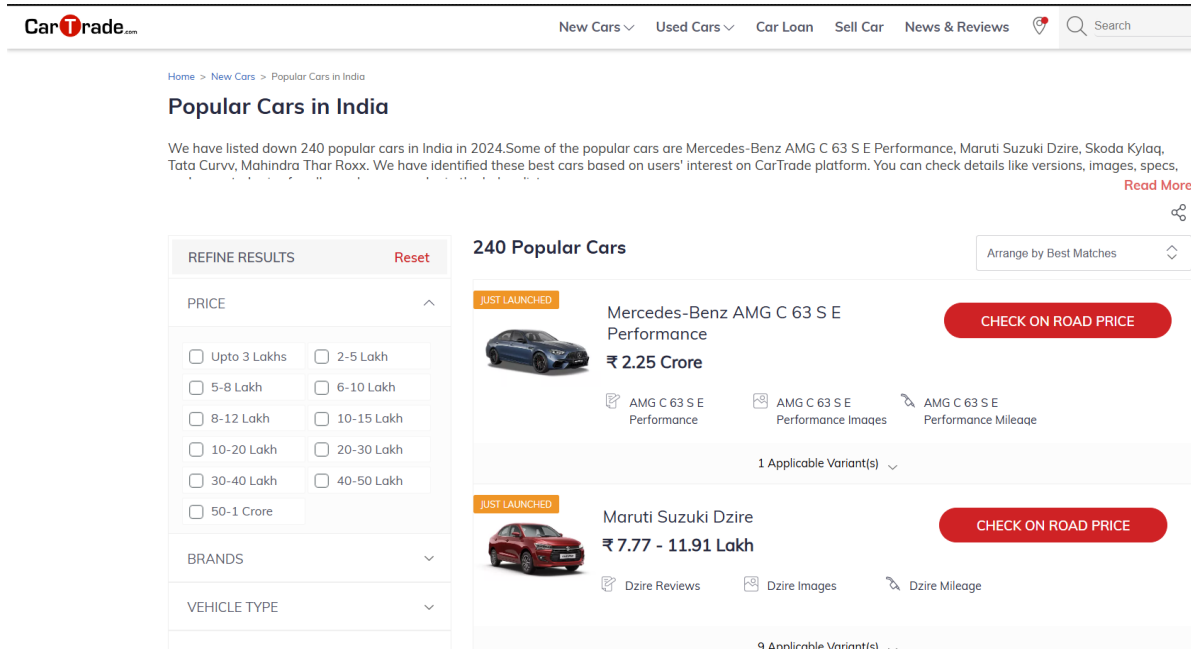 CarTrade.com
New Cars Used Cars Car Loan Sell Car News & Reviews Search
Home > New Cars > Popular Cars in India
Popular Cars in India
We have listed down 240 popular cars in India in 2024.Some of the popular cars are Mercedes-Benz AMG C 63 S E Performance, Maruti Suzuki Dzire, Skoda Kylaq,
Tata Curvv, Mahindra Thar Roxx. We have identified these best cars based on users' interest on CarTrade platform. You can check details like versions, images, specs,
Read More
REFINE RESULTS Reset
PRICE
Upto 3 Lakhs 2-5 Lakh
5-8 Lakh 6-10 Lakh
8-12 Lakh 10-15 Lakh
10-20 Lakh 20-30 Lakh
30-40 Lakh 40-50 Lakh
50-1 Crore
BRANDS
VEHICLE TYPE
240 Popular Cars
Arrange by Best Matches
JUST LAUNCHED
Mercedes-Benz AMG C 63 S E
Performance
₹ 2.25 Crore
CHECK ON ROAD PRICE
AMG C 63 S E AMG C 63 S E AMG C 63 S E
Performance Performance Images Performance Mileage
1 Applicable Variant(s)
JUST LAUNCHED
Maruti Suzuki Dzire
₹ 7.77 - 11.91 Lakh
CHECK ON ROAD PRICE
Dzire Reviews Dzire Images Dzire Mileage
9 Applicable Variant(s)